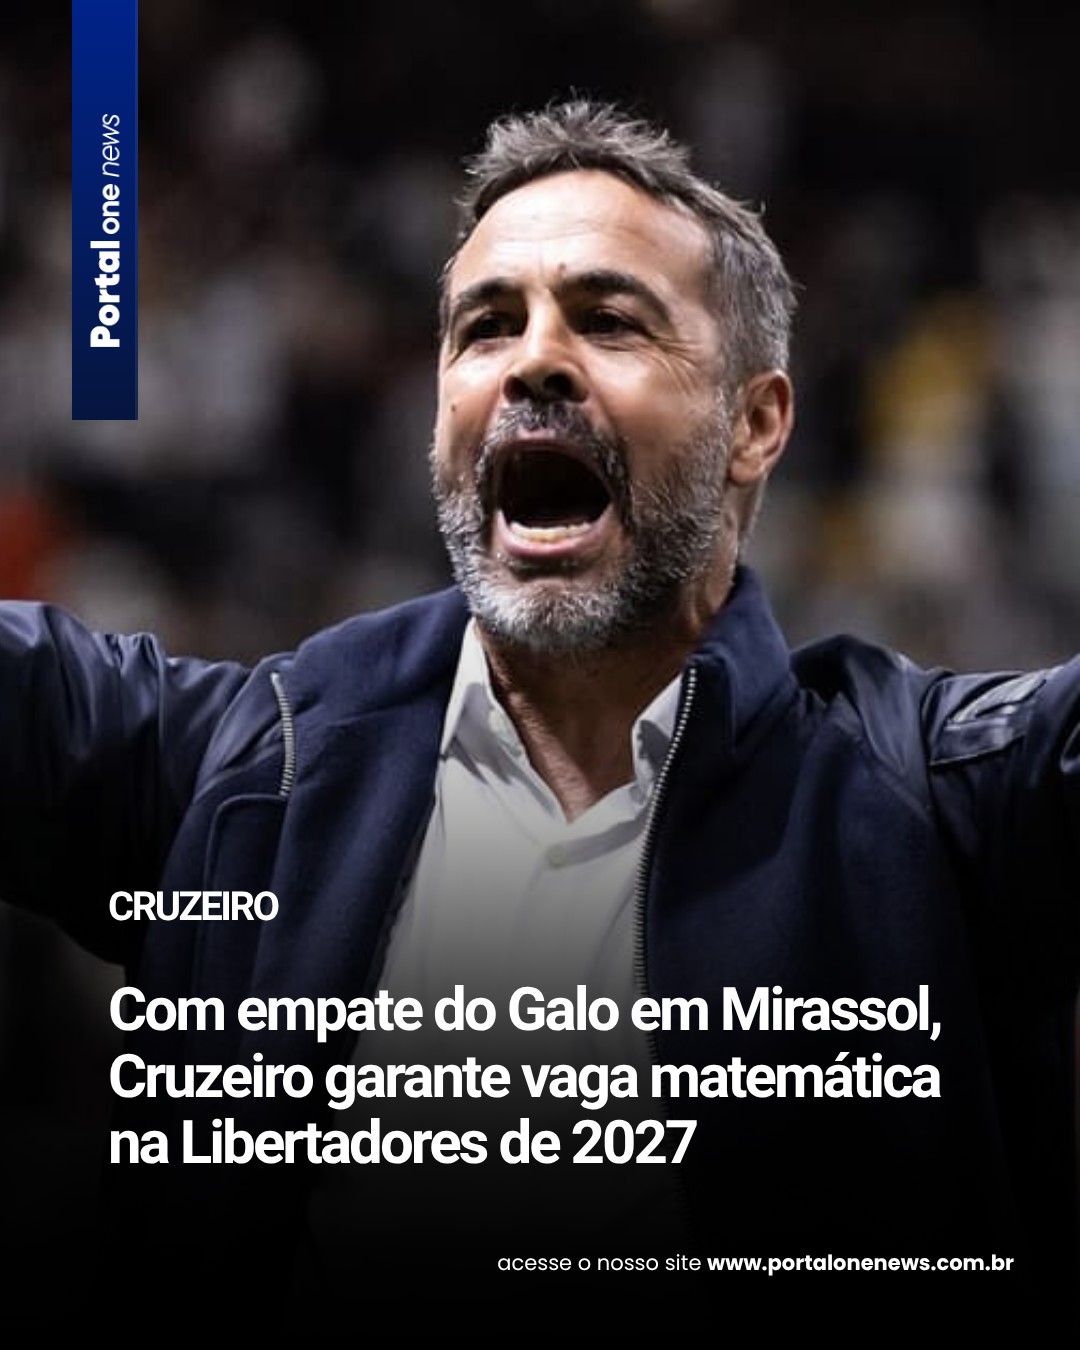 Portal one news
CRUZEIRO
Com empate do Galo em Mirassol,
Cruzeiro garante vaga matemática
na Libertadores de 2027
acesse o nosso site www.portalonenews.com.br